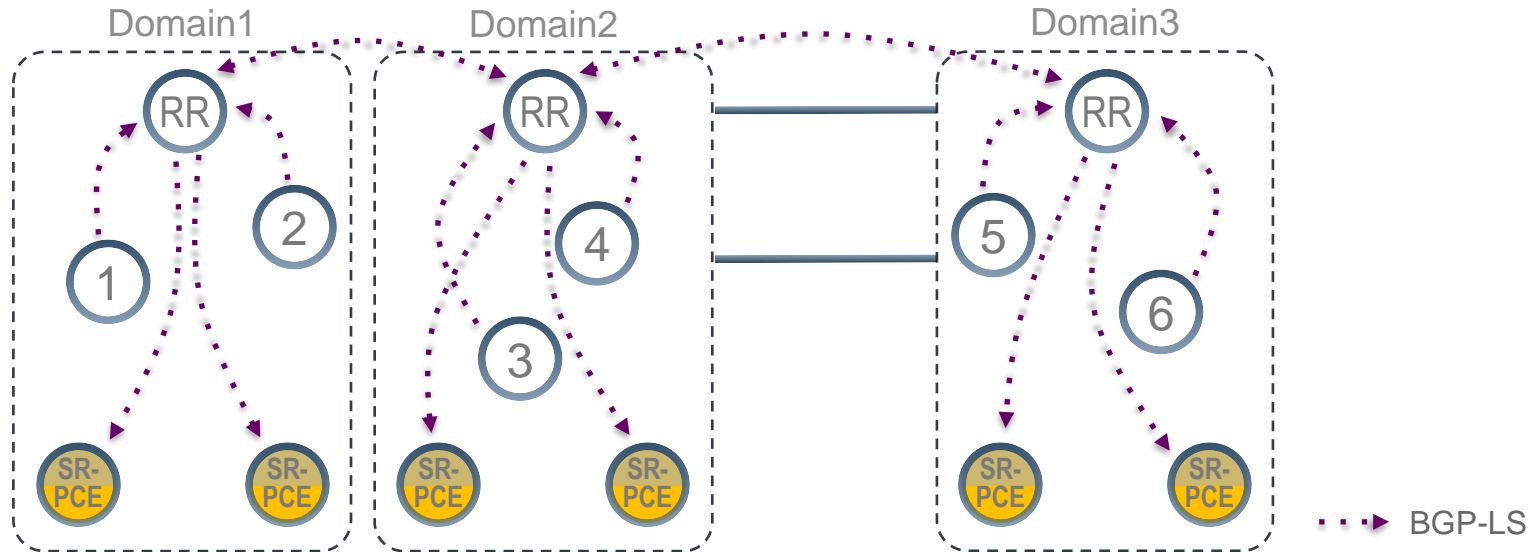 Domain1
Domain2
Domain3
RR
RR
RR
1
2
3
4
5
6
SR-
PCE
SR-
PCE
SR-
PCE
SR-
PCE
SR-
PCE
SR-
PCE
BGP-LS